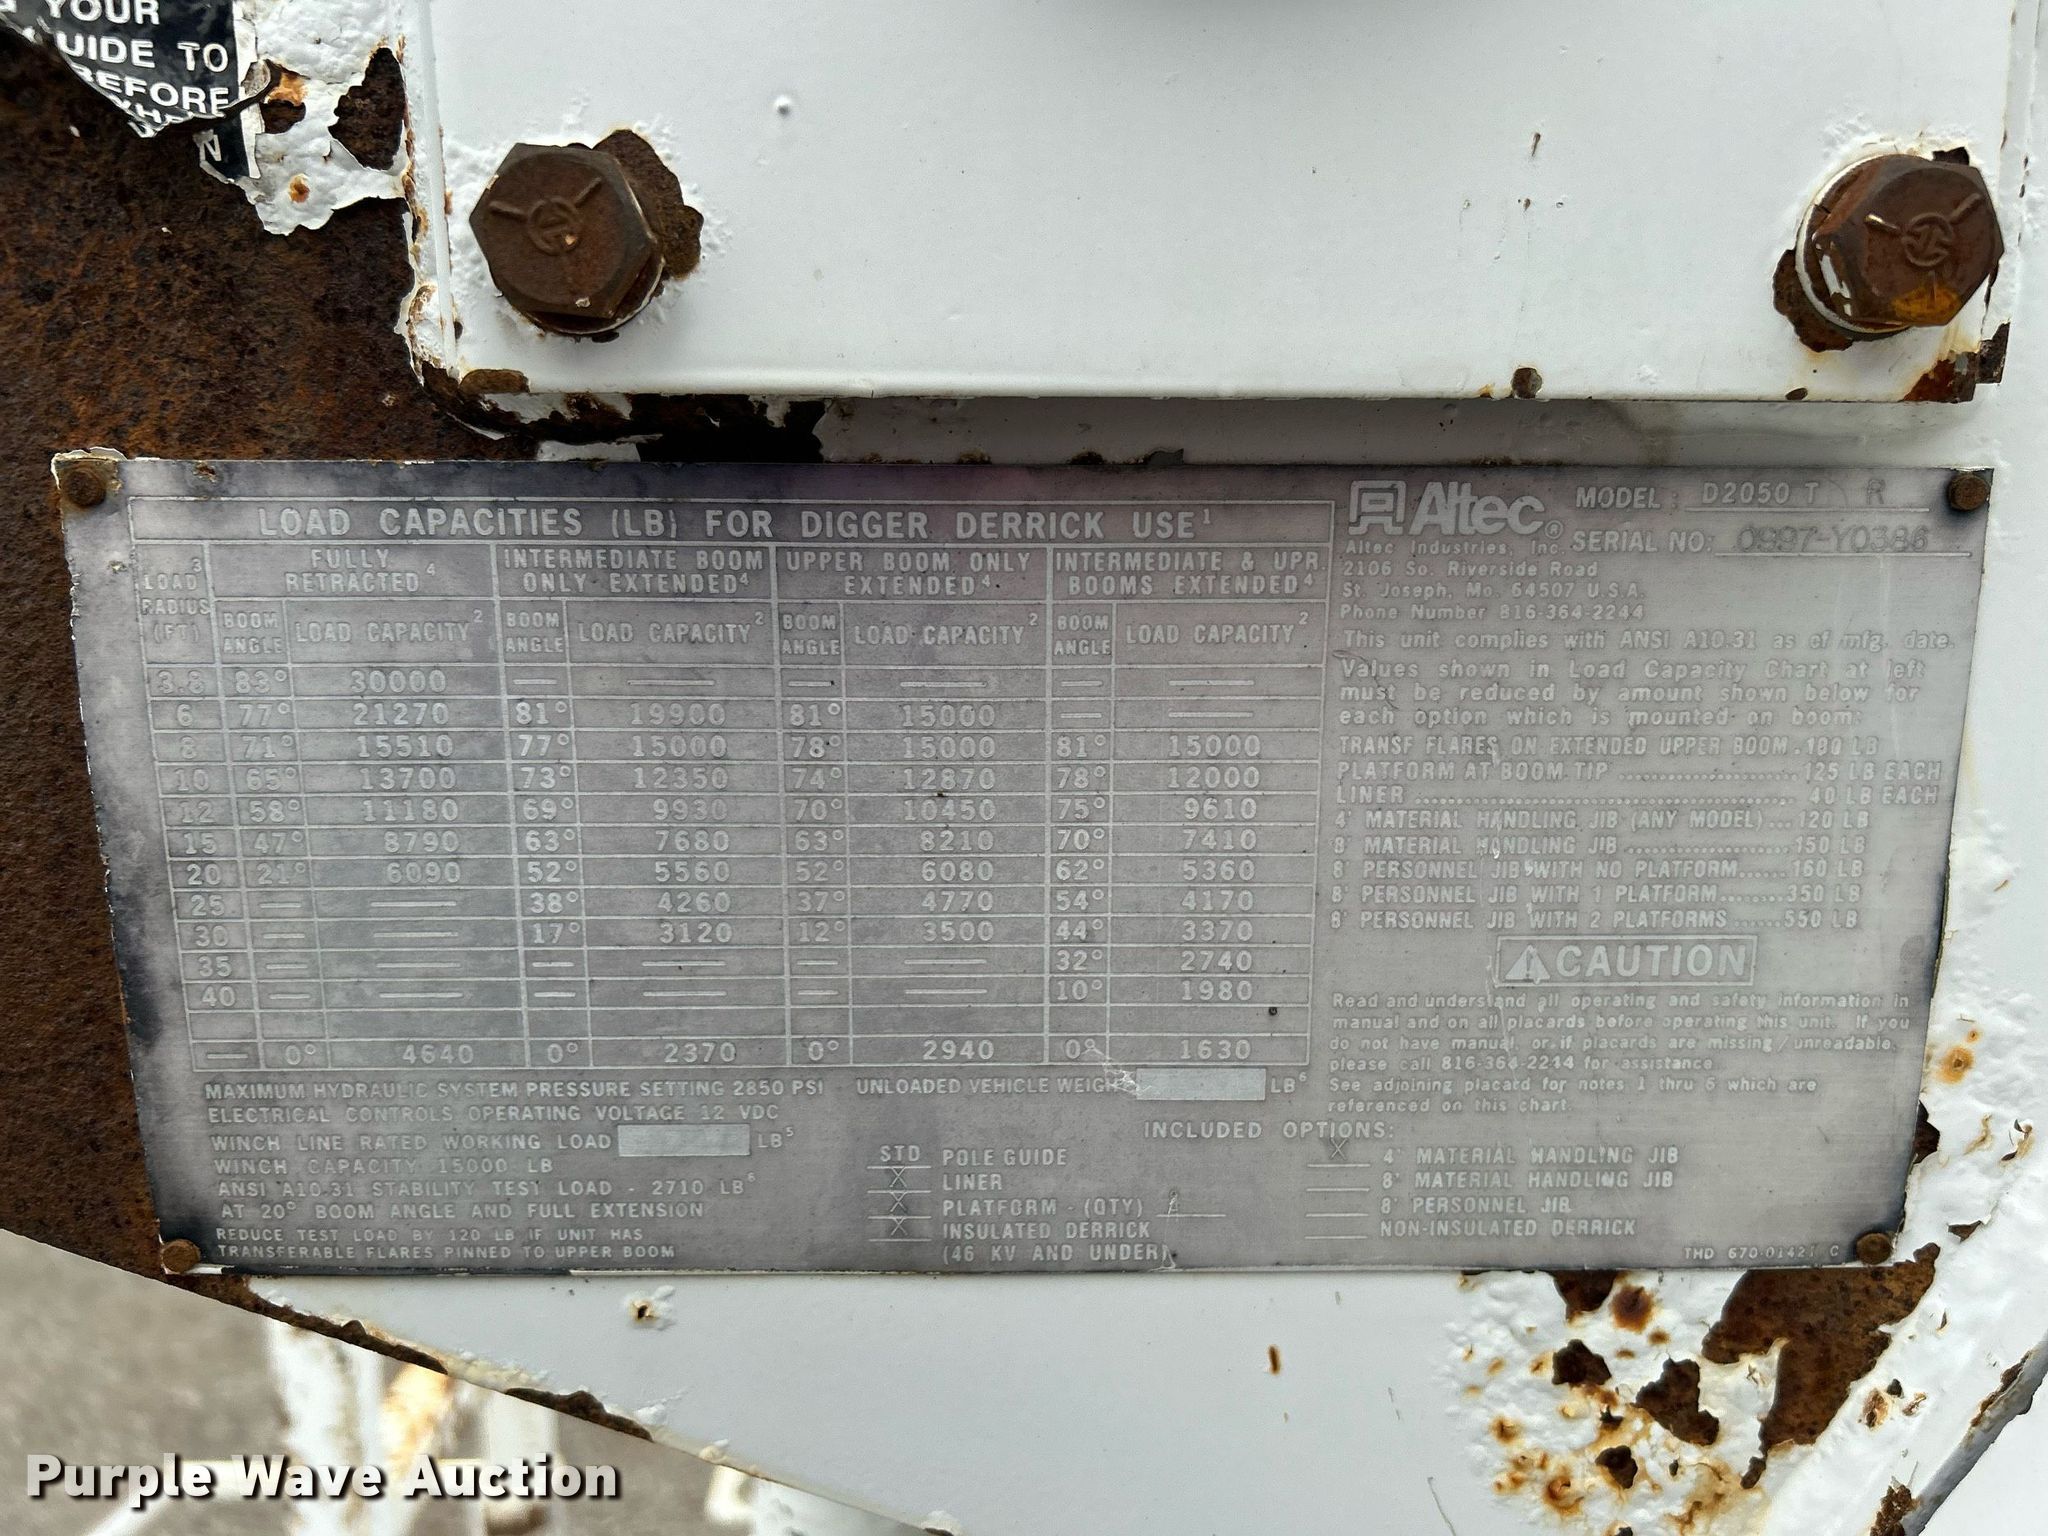 YOUR
UIDE TO
BEFORE
N
LOAD CAPACITIES (LB) FOR DIGGER DERRICK USE¹
LOAD³ RADIUS (FT)
FULLY RETRACTED⁴
INTERMEDIATE BOOM ONLY EXTENDED⁴
UPPER BOOM ONLY EXTENDED⁴
INTERMEDIATE & UPR. BOOMS EXTENDED⁴
BOOM ANGLE LOAD CAPACITY² BOOM ANGLE LOAD CAPACITY² BOOM ANGLE LOAD CAPACITY² BOOM ANGLE LOAD CAPACITY²
3.8 83° 30000 — — — — — —
6 77° 21270 81° 19900 81° 15000 — —
8 71° 15510 77° 15000 78° 15000 81° 15000
10 65° 13700 73° 12350 74° 12870 78° 12000
12 58° 11180 69° 9930 70° 10450 75° 9610
15 47° 8790 63° 7680 63° 8210 70° 7410
20 21° 6090 52° 5560 52° 6080 62° 5360
25 — — 38° 4260 37° 4770 54° 4170
30 — — 17° 3120 12° 3500 44° 3370
35 — — — — — — 32° 2740
40 — — — — — — 10° 1980
— 0° 4640 0° 2370 0° 2940 0° 1630
MAXIMUM HYDRAULIC SYSTEM PRESSURE SETTING 2850 PSI
UNLOADED VEHICLE WEIGHT LB⁶
ELECTRICAL CONTROLS OPERATING VOLTAGE 12 VDC
WINCH LINE RATED WORKING LOAD LB⁵
WINCH CAPACITY 15000 LB
ANSI A10.31 STABILITY TEST LOAD - 2710 LB⁶
AT 20° BOOM ANGLE AND FULL EXTENSION
REDUCE TEST LOAD BY 120 LB IF UNIT HAS
TRANSFERABLE FLARES PINNED TO UPPER BOOM
INCLUDED OPTIONS:
STD POLE GUIDE
X LINER
X PLATFORM - (QTY)
X INSULATED DERRICK
(46 KV AND UNDER)
X 4' MATERIAL HANDLING JIB
8' MATERIAL HANDLING JIB
8' PERSONNEL JIB
NON-INSULATED DERRICK
Altec®
MODEL: D2050 T R
Altec Industries, Inc.
SERIAL NO: 0997-Y0386
2106 So. Riverside Road
St. Joseph, Mo. 64507 U.S.A.
Phone Number 816-364-2244
This unit complies with ANSI A10.31 as of mfg. date.
Values shown in Load Capacity Chart at left
must be reduced by amount shown below for
each option which is mounted on boom:
TRANSF FLARES ON EXTENDED UPPER BOOM. 100 LB
PLATFORM AT BOOM TIP ........ 125 LB EACH
LINER ........ 40 LB EACH
4' MATERIAL HANDLING JIB (ANY MODEL)... 120 LB
8' MATERIAL HANDLING JIB ........ 150 LB
8' PERSONNEL JIB WITH NO PLATFORM...... 160 LB
8' PERSONNEL JIB WITH 1 PLATFORM........ 350 LB
8' PERSONNEL JIB WITH 2 PLATFORMS ...... 550 LB
CAUTION
Read and understand all operating and safety information in
manual and on all placards before operating this unit. If you
do not have manual, or if placards are missing/unreadable,
please call 816-364-2244 for assistance.
See adjoining placard for notes 1 thru 6 which are
referenced on this chart.
THD 670-01421 C
Purple Wave Auction